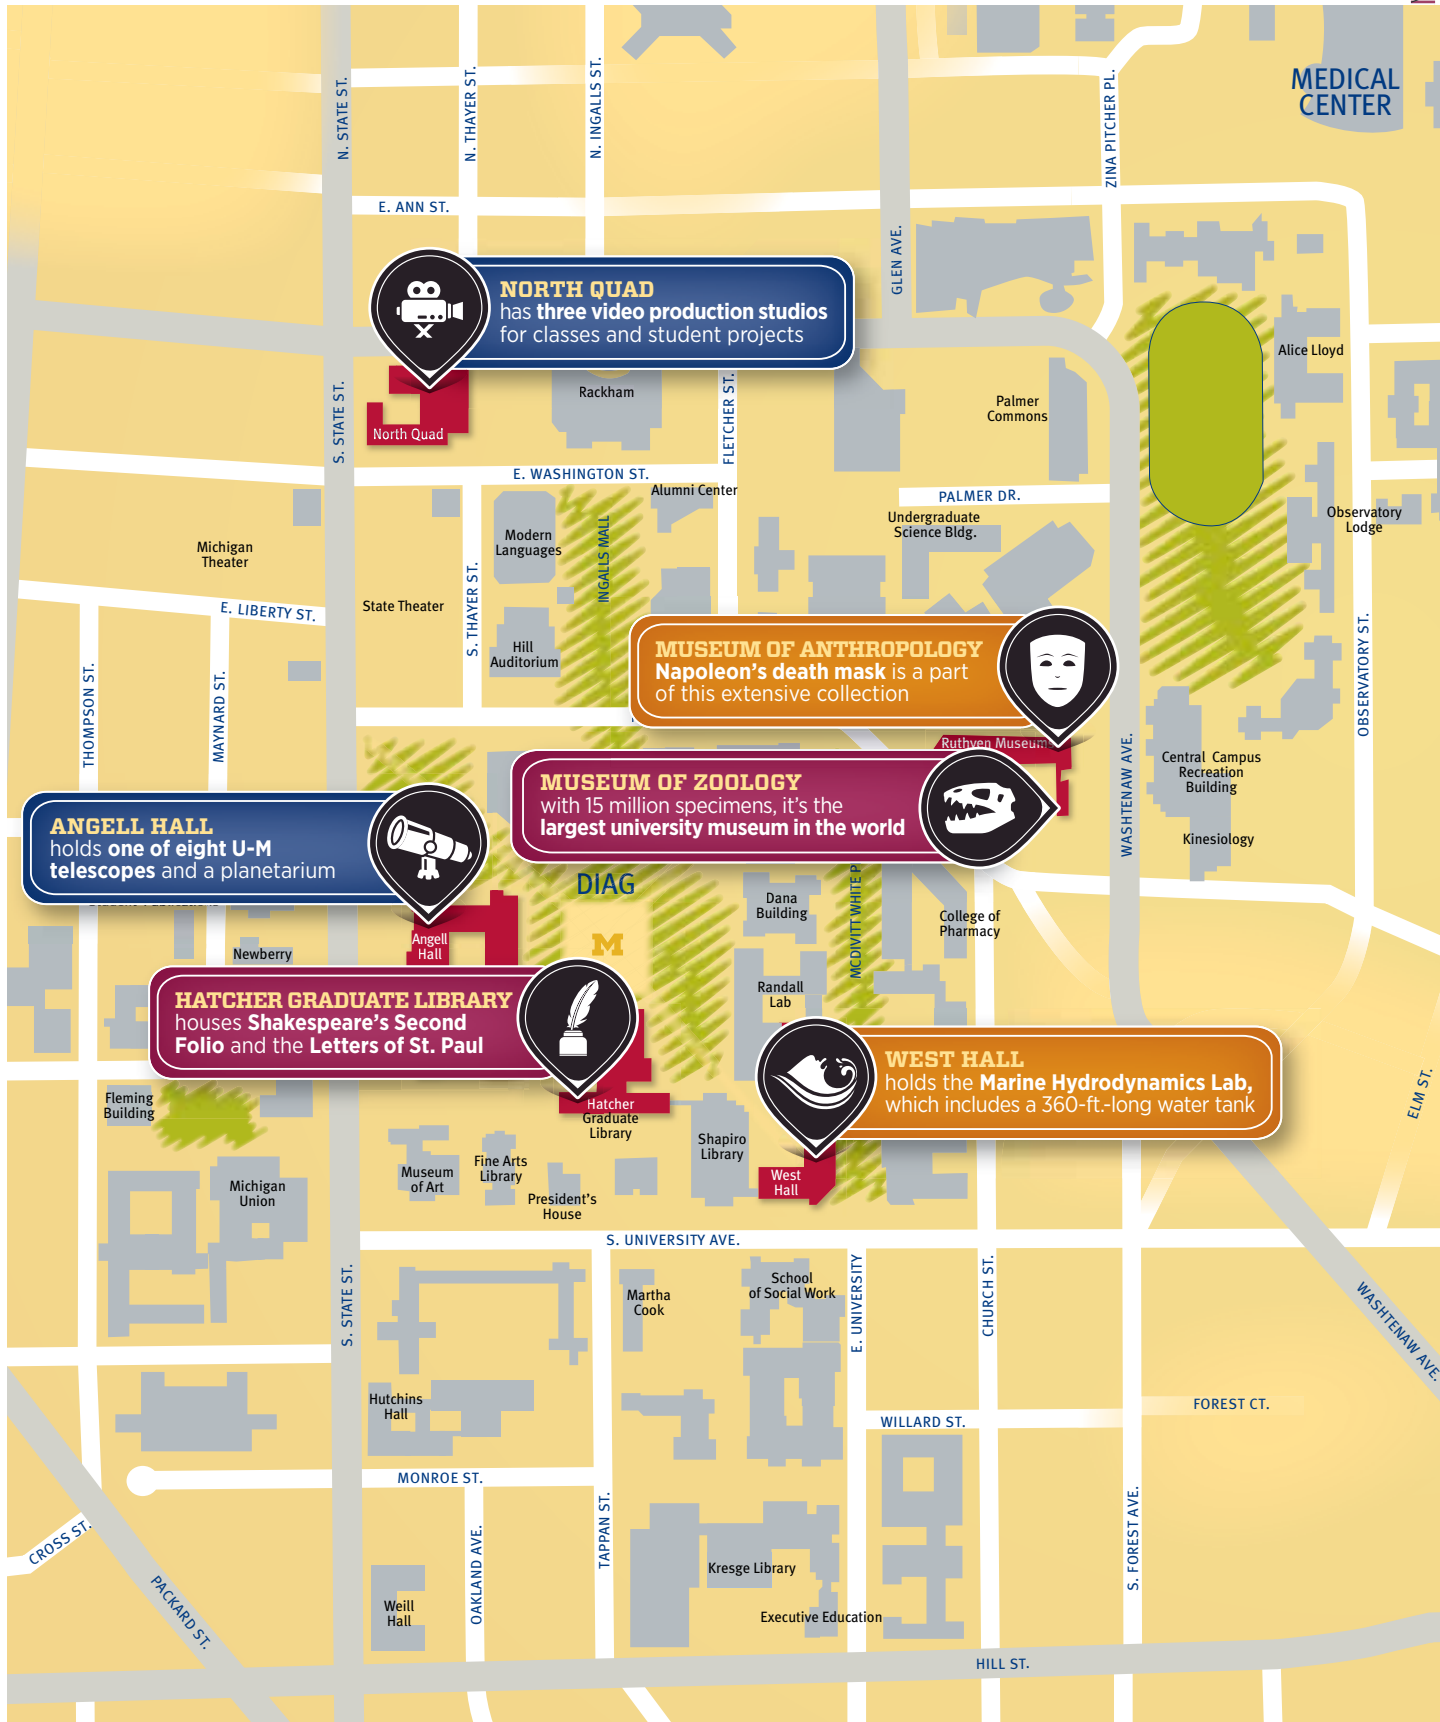 MEDICAL
CENTER
N. STATE ST.
N. THAYER ST.
N. INGALLS ST.
ZINA PITCHER PL.
E. ANN ST.
GLEN AVE.
NORTH QUAD
has three video production studios
for classes and student projects
Alice Lloyd
Rackham
Palmer
Commons
S. STATE ST.
FLETCHER ST.
North Quad
E. WASHINGTON ST.
Alumni Center
PALMER DR.
Undergraduate
Science Bldg.
Observatory
Lodge
Modern
Languages
INGALLS MALL
Michigan
Theater
State Theater
E. LIBERTY ST.
S. THAYER ST.
Hill
Auditorium
MUSEUM OF ANTHROPOLOGY
Napoleon's death mask is a part
of this extensive collection
OBSERVATORY ST.
THOMPSON ST.
MAYNARD ST.
Ruthven Museum
WASHTENAW AVE.
Central Campus
Recreation
Building
Kinesiology
MUSEUM OF ZOOLOGY
with 15 million specimens, it's the
largest university museum in the world
ANGELL HALL
holds one of eight U-M
telescopes and a planetarium
DIAG
Dana
Building
MCDIVITT WHITE P
College of
Pharmacy
M
Angell
Hall
Newberry
Randall
Lab
HATCHER GRADUATE LIBRARY
houses Shakespeare's Second
Folio and the Letters of St. Paul
WEST HALL
holds the Marine Hydrodynamics Lab,
which includes a 360-ft.-long water tank
ELM ST.
Fleming
Building
Hatcher
Graduate
Library
Shapiro
Library
Museum
of Art
Fine Arts
Library
President's
House
West
Hall
Michigan
Union
S. UNIVERSITY AVE.
S. STATE ST.
Martha
Cook
School
of Social Work
E. UNIVERSITY
CHURCH ST.
WASHTENAW AVE.
Hutchins
Hall
WILLARD ST.
FOREST CT.
MONROE ST.
CROSS ST.
OAKLAND AVE.
TAPPAN ST.
S. FOREST AVE.
Kresge Library
PACKARD ST.
Weill
Hall
Executive Education
HILL ST.